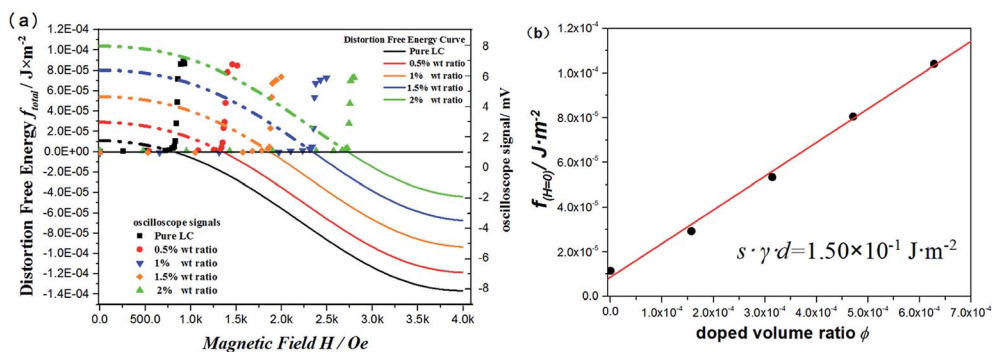 (a)
1.2E-04
1.0E-04
8.0E-05
6.0E-05
4.0E-05
2.0E-05
0.0E+00
-2.0E-05
-4.0E-05
-6.0E-05
-8.0E-05
-1.0E-04
-1.2E-04
-1.4E-04
Distortion Free Energy f_total / J×m⁻²
Distortion Free Energy Curve
Pure LC
0.5% wt ratio
1% wt ratio
1.5% wt ratio
2% wt ratio
oscilloscope signals
Pure LC
0.5% wt ratio
1% wt ratio
1.5% wt ratio
2% wt ratio
8
7
6
5
4
3
2
1
0
-1
-2
-3
-4
-5
-6
-7
-8
oscilloscope signal/ mV
0.0 500.0 1.0k 1.5k 2.0k 2.5k 3.0k 3.5k 4.0k
Magnetic Field H / Oe
(b)
1.2x10⁻⁴
1.0x10⁻⁴
8.0x10⁻⁵
6.0x10⁻⁵
4.0x10⁻⁵
2.0x10⁻⁵
0.0
f(H=0)/ J·m⁻²
s·γ·d=1.50×10⁻¹ J·m⁻²
0.0 1.0x10⁻⁴ 2.0x10⁻⁴ 3.0x10⁻⁴ 4.0x10⁻⁴ 5.0x10⁻⁴ 6.0x10⁻⁴ 7.0x10⁻⁴
doped volume ratio ϕ